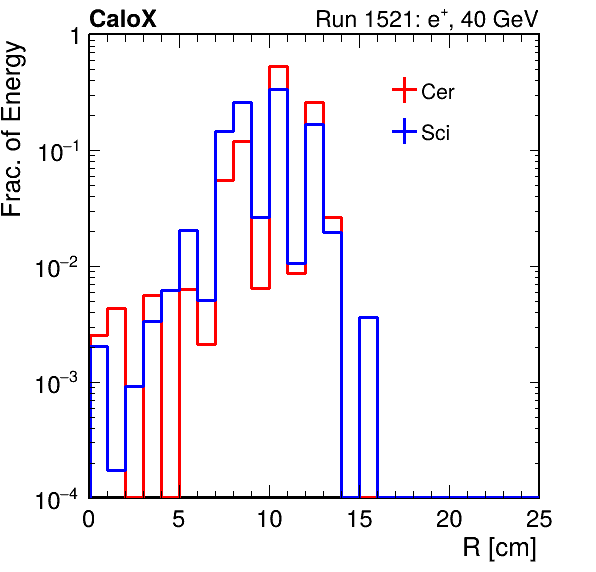 CaloX Run 1521: e⁺, 40 GeV
Frac. of Energy
1
10⁻¹
10⁻²
10⁻³
10⁻⁴
Cer
Sci
0 5 10 15 20 25
R [cm]